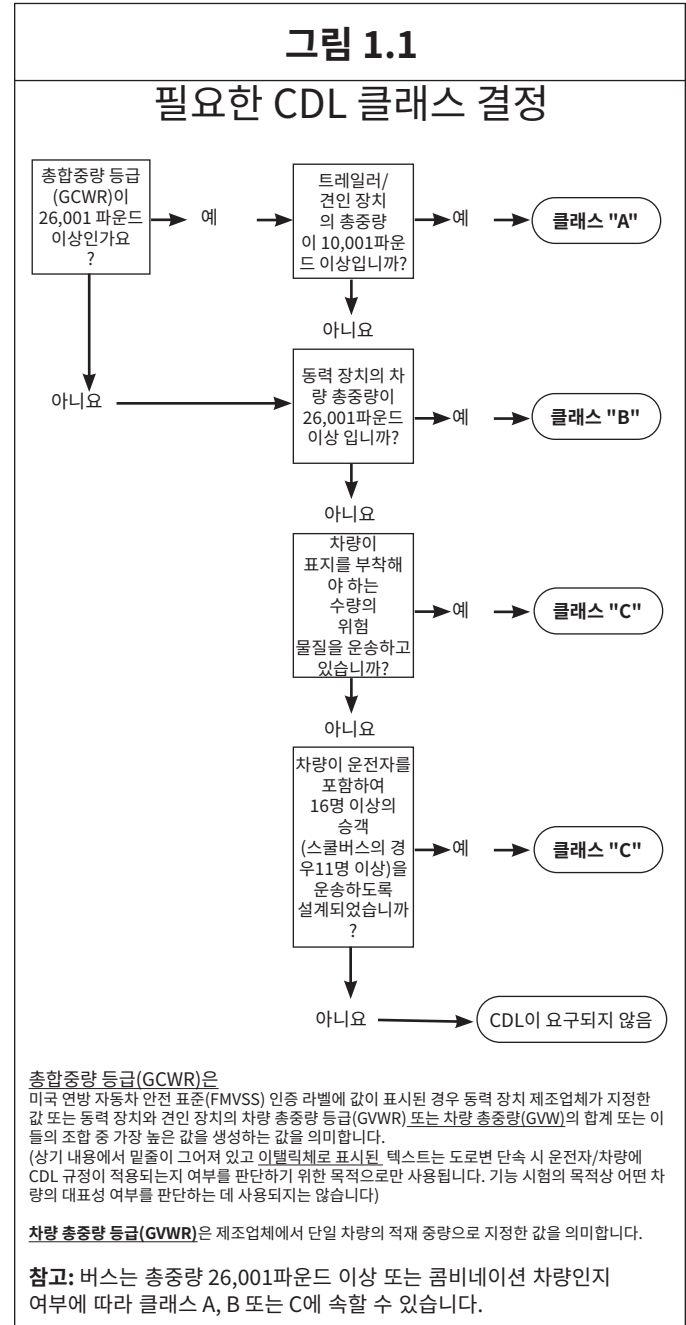 그림 1.1
필요한 CDL 클래스 결정
총합중량 등급
(GCWR)이
26,001 파운드
이상인가요
?
예
트레일러/
견인 장치
의 총중량
이 10,001파운
드 이상입니까?
예
클래스 "A"
아니요
아니요
동력 장치의 차
량 총중량이
26,001파운드
이상 입니까?
예
클래스 "B"
아니요
차량이
표지를 부착해
야 하는
수량의
위험
물질을 운송하고
있습니까?
예
클래스 "C"
아니요
차량이 운전자를
포함하여
16명 이상의
승객
(스쿨버스의 경
우11명 이상)을
운송하도록
설계되었습니까
?
예
클래스 "C"
아니요
CDL이 요구되지 않음
총합중량 등급(GCWR)은
미국 연방 자동차 안전 표준(FMVSS) 인증 라벨에 값이 표시된 경우 동력 장치 제조업체가 지정한
값 또는 동력 장치와 견인 장치의 차량 총중량 등급(GVWR) 또는 차량 총중량(GVW)의 합계 또는 이
들의 조합 중 가장 높은 값을 생성하는 값을 의미합니다.
(상기 내용에서 밑줄이 그어져 있고 이탤릭체로 표시된 텍스트는 도로변 단속 시 운전자/차량에
CDL 규정이 적용되는지 여부를 판단하기 위한 목적으로만 사용됩니다. 기능 시험의 목적상 어떤 차
량의 대표성 여부를 판단하는 데 사용되지는 않습니다)
차량 총중량 등급(GVWR)은 제조업체에서 단일 차량의 적재 중량으로 지정한 값을 의미합니다.
참고: 버스는 총중량 26,001파운드 이상 또는 콤비네이션 차량인지
여부에 따라 클래스 A, B 또는 C에 속할 수 있습니다.